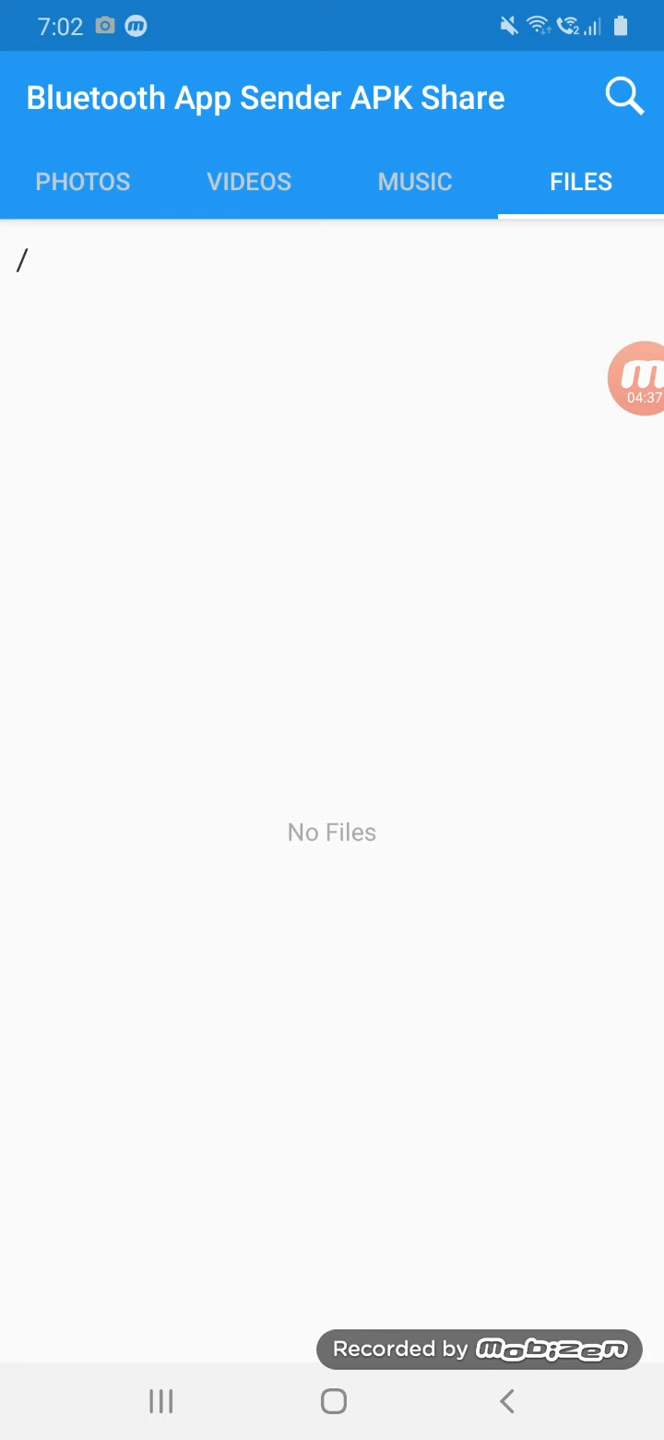 7:02
Bluetooth App Sender APK Share
PHOTOS VIDEOS MUSIC FILES
/
m
04:37
No Files
Recorded by mobizen